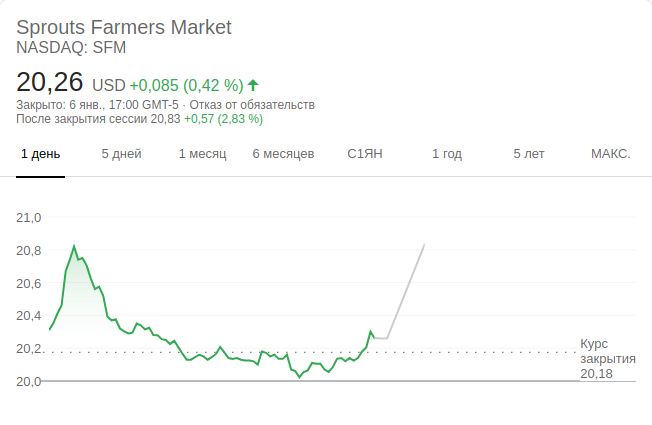 Sprouts Farmers Market
NASDAQ: SFM
20,26 USD +0,085 (0,42 %)
Закрыто: 6 янв., 17:00 GMT-5 · Отказ от обязательств
После закрытия сессии 20,83 +0,57 (2,83 %)
1 день 5 дней 1 месяц 6 месяцев С1ЯН 1 год 5 лет МАКС.
21,0
20,8
20,6
20,4
20,2
20,0
Курс
закрытия
20,18